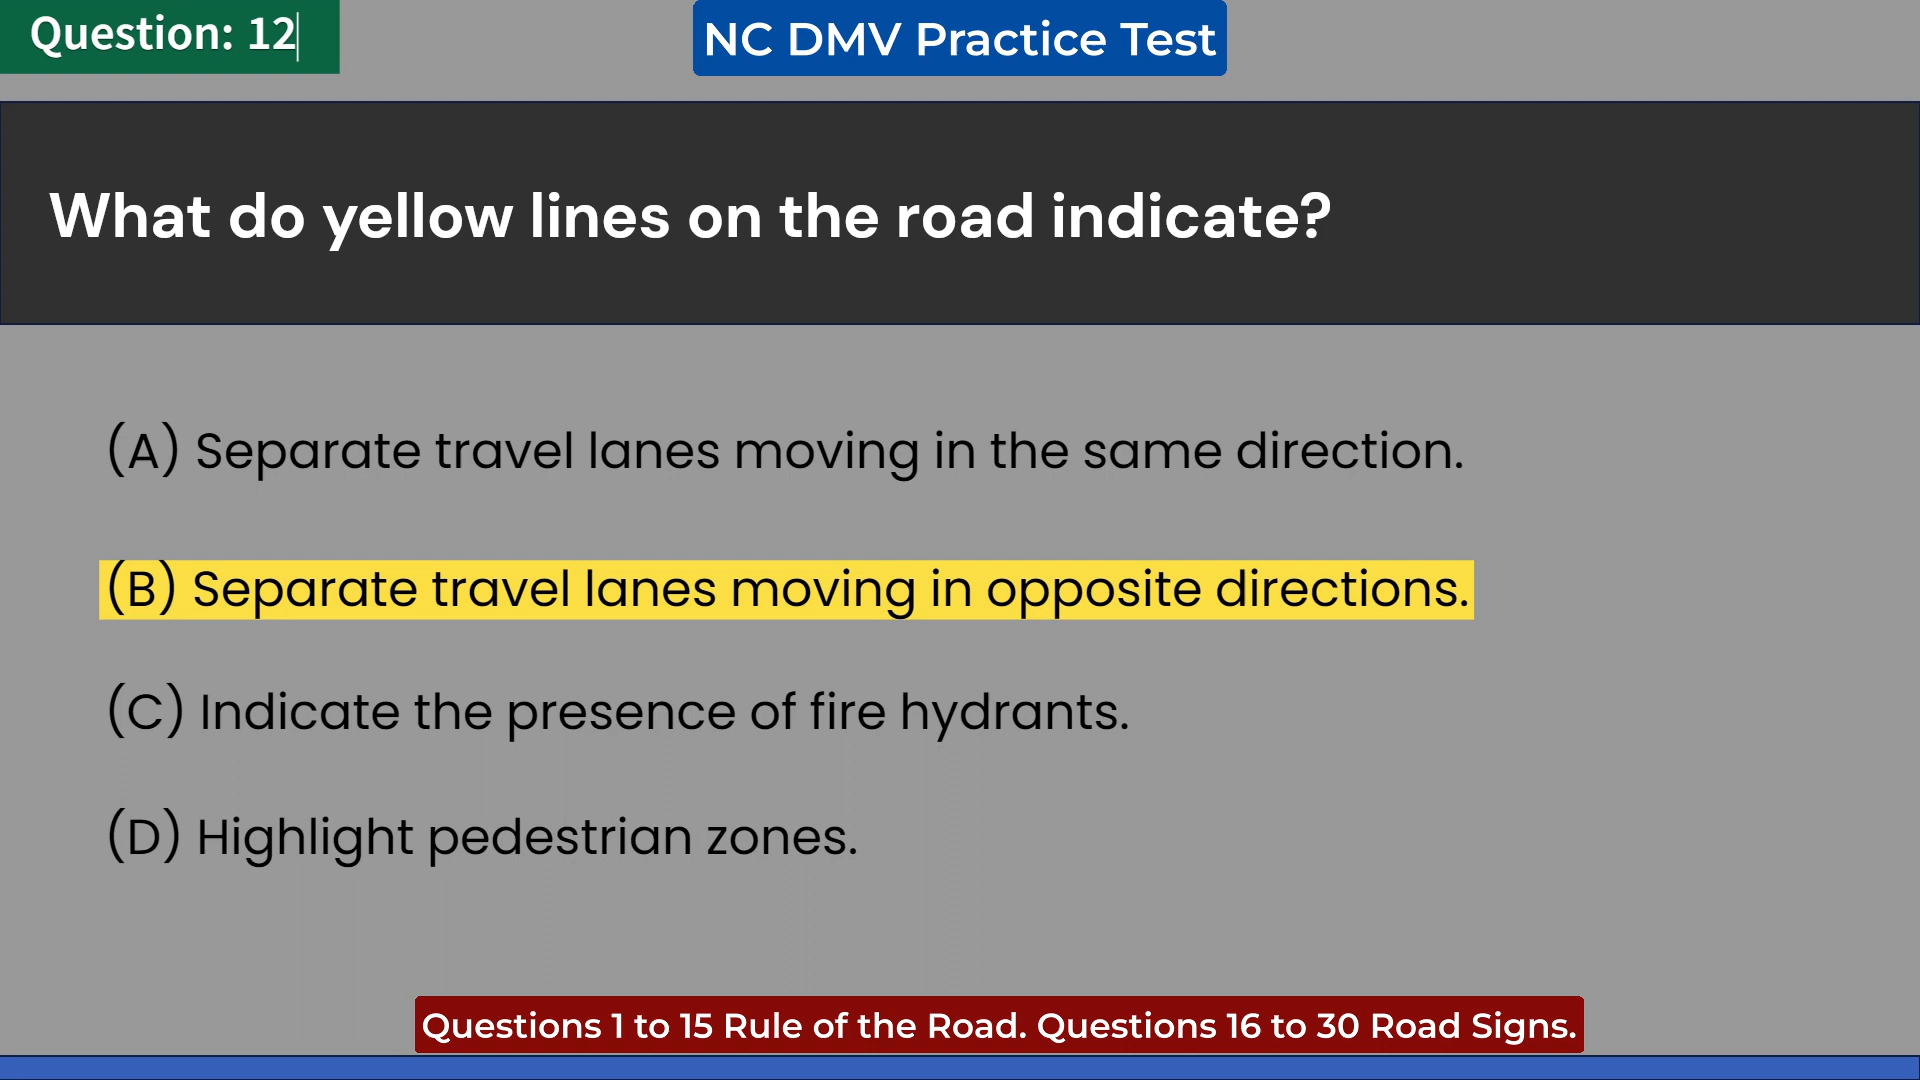 Question: 12
NC DMV Practice Test
What do yellow lines on the road indicate?
(A) Separate travel lanes moving in the same direction.
(B) Separate travel lanes moving in opposite directions.
(C) Indicate the presence of fire hydrants.
(D) Highlight pedestrian zones.
Questions 1 to 15 Rule of the Road. Questions 16 to 30 Road Signs.